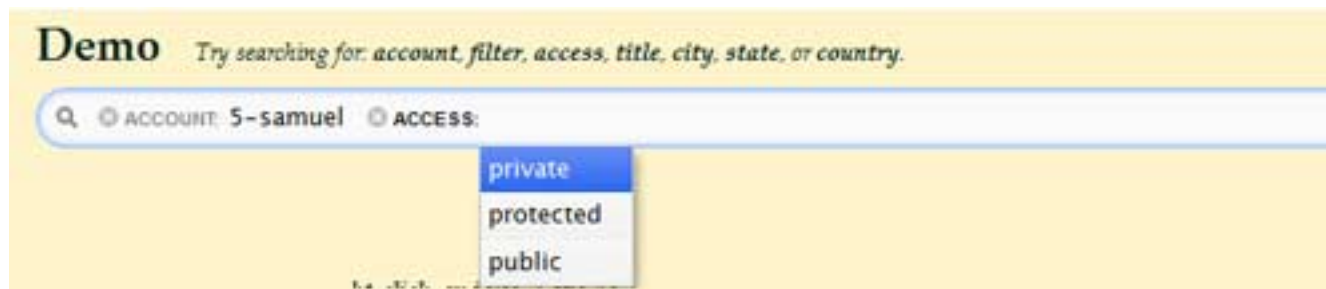 Demo Try searching for: account, filter, access, title, city, state, or country.
ACCOUNT: 5-samuel ACCESS:
private
protected
public